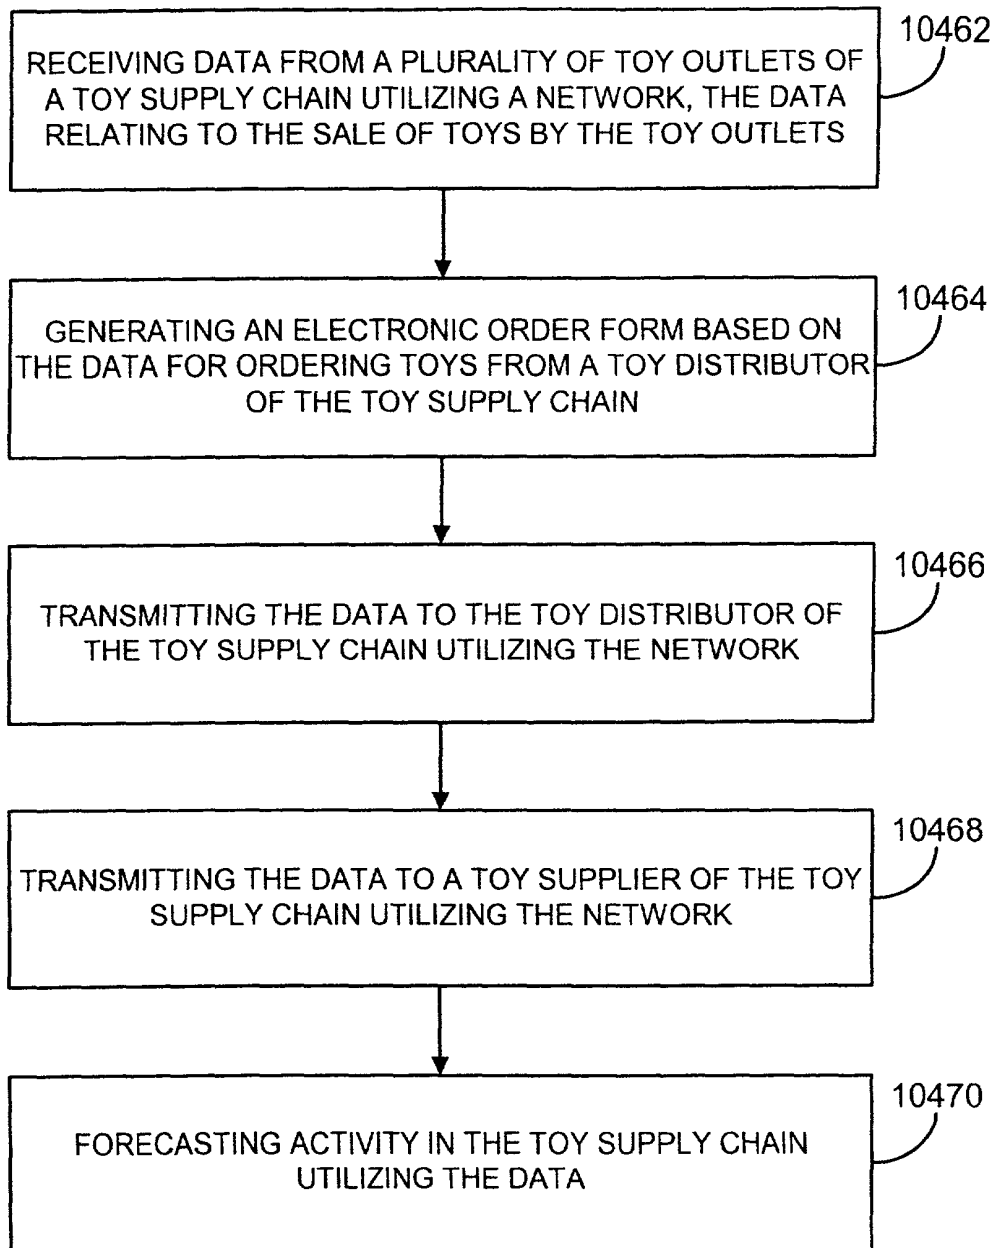 10462
RECEIVING DATA FROM A PLURALITY OF TOY OUTLETS OF
A TOY SUPPLY CHAIN UTILIZING A NETWORK, THE DATA
RELATING TO THE SALE OF TOYS BY THE TOY OUTLETS
10464
GENERATING AN ELECTRONIC ORDER FORM BASED ON
THE DATA FOR ORDERING TOYS FROM A TOY DISTRIBUTOR
OF THE TOY SUPPLY CHAIN
10466
TRANSMITTING THE DATA TO THE TOY DISTRIBUTOR OF
THE TOY SUPPLY CHAIN UTILIZING THE NETWORK
10468
TRANSMITTING THE DATA TO A TOY SUPPLIER OF THE TOY
SUPPLY CHAIN UTILIZING THE NETWORK
10470
FORECASTING ACTIVITY IN THE TOY SUPPLY CHAIN
UTILIZING THE DATA